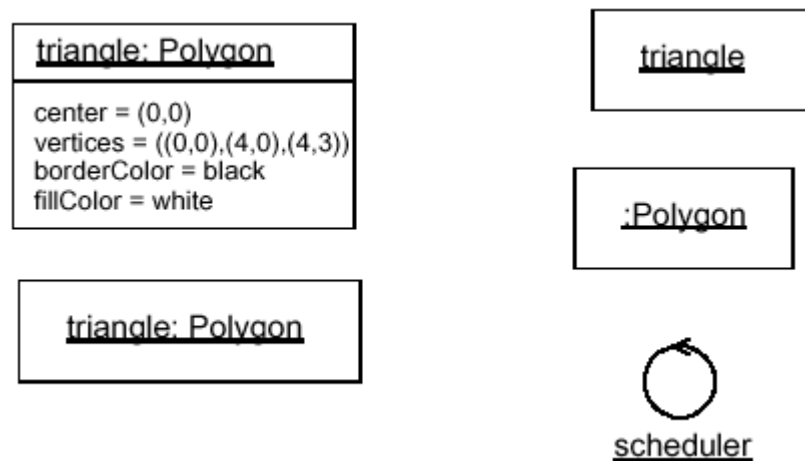 triangle: Polygon
center = (0,0)
vertices = ((0,0),(4,0),(4,3))
borderColor = black
fillColor = white
triangle: Polygon
triangle
:Polygon
scheduler